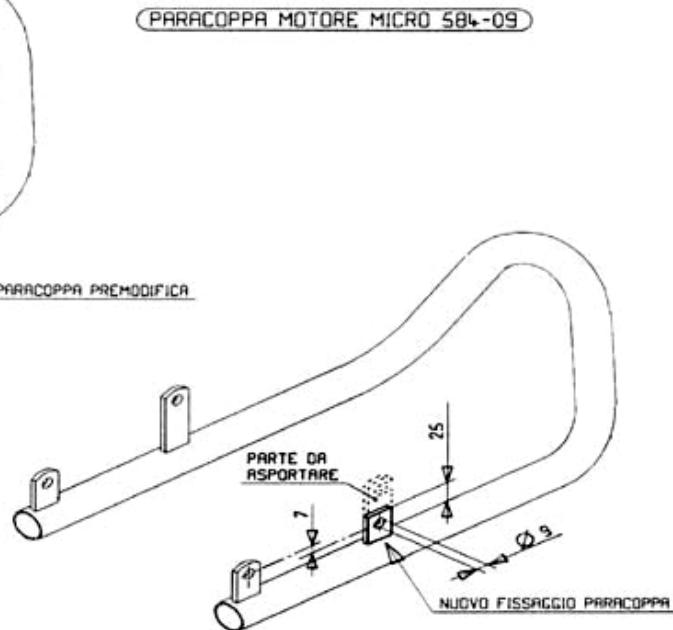 PARACOPPA MOTORE MICRO 584-09
PARACOPPA PREMODIFICA
PARTE DA
ASPORTARE
25
7
Ø 9
NUOVO FISSAGGIO PARACOPPA